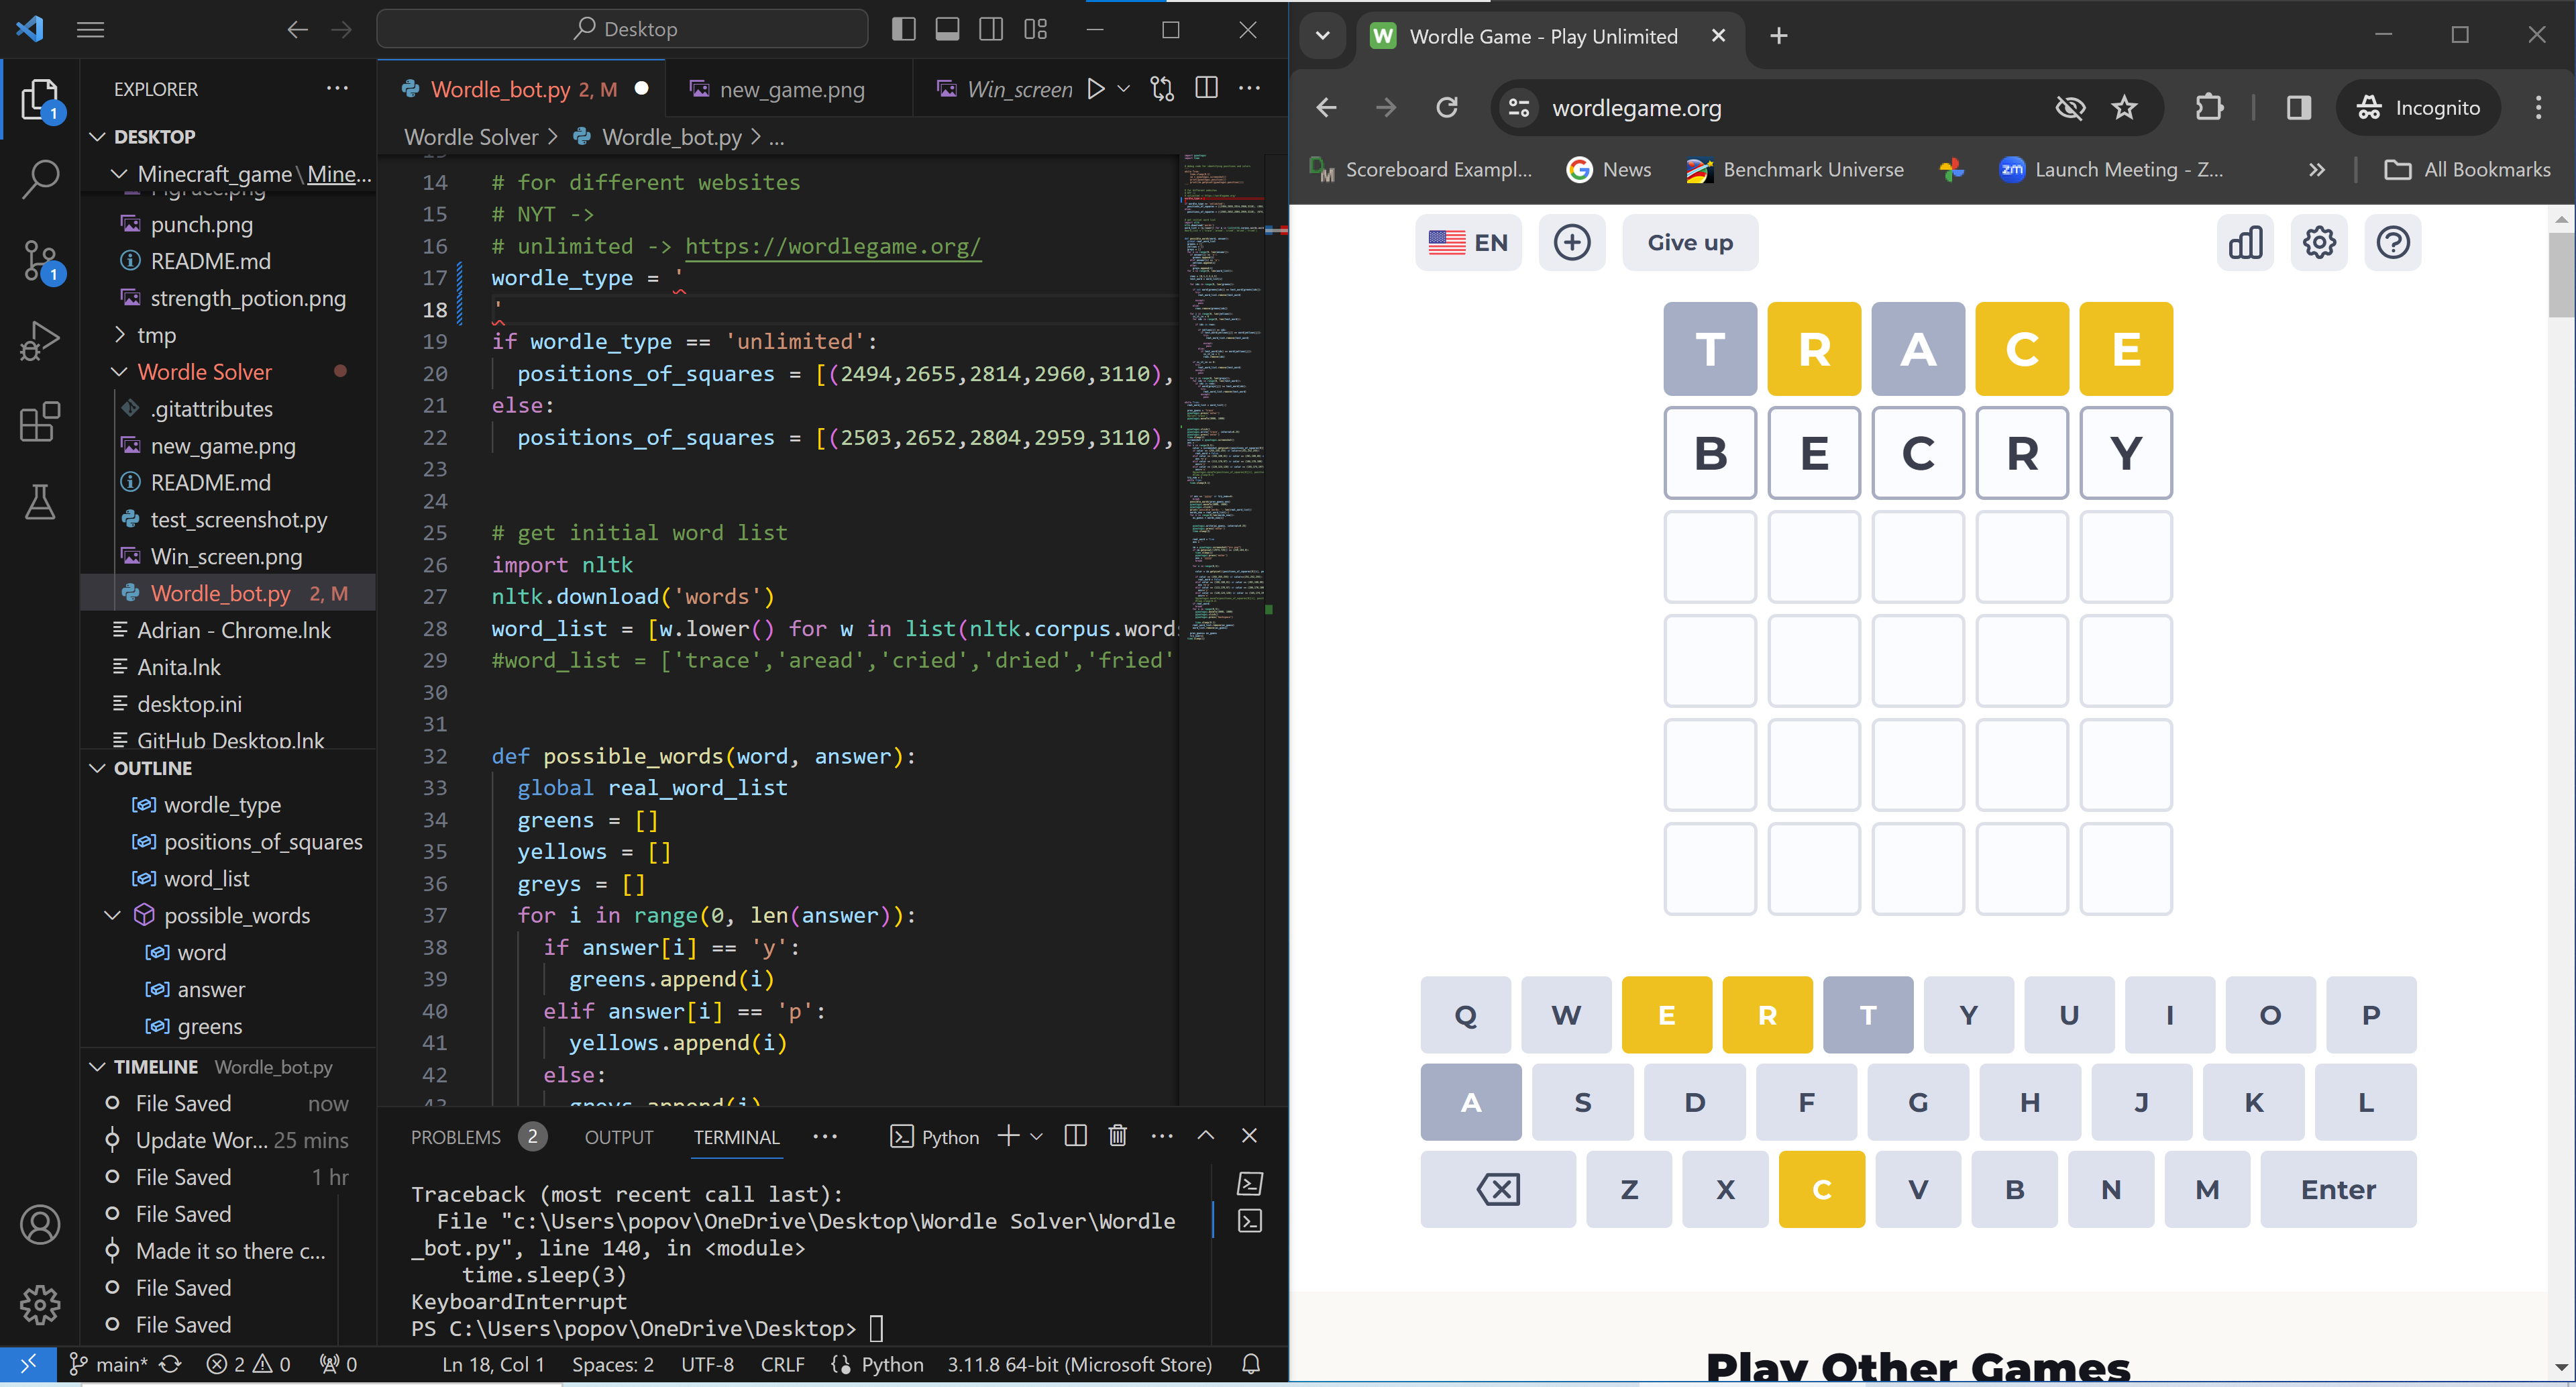 Desktop
EXPLORER
DESKTOP
Minecraft_game\Mine...
punch.png
README.md
strength_potion.png
tmp
Wordle Solver
.gitattributes
new_game.png
README.md
test_screenshot.py
Win_screen.png
Wordle_bot.py 2, M
Adrian - Chrome.lnk
Anita.lnk
desktop.ini
GitHub Desktop.lnk
OUTLINE
wordle_type
positions_of_squares
word_list
possible_words
word
answer
greens
TIMELINE Wordle_bot.py
File Saved now
Update Wor... 25 mins
File Saved 1 hr
File Saved
Made it so there c...
File Saved
File Saved
Wordle_bot.py 2, M
new_game.png
Win_screen
Wordle Solver > Wordle_bot.py > ...
14 # for different websites
15 # NYT ->
16 # unlimited -> https://wordlegame.org/
17 wordle_type = '
18 '
19 if wordle_type == 'unlimited':
20 positions_of_squares = [(2494,2655,2814,2960,3110),
21 else:
22 positions_of_squares = [(2503,2652,2804,2959,3110),
23
24
25 # get initial word list
26 import nltk
27 nltk.download('words')
28 word_list = [w.lower() for w in list(nltk.corpus.word
29 #word_list = ['trace','aread','cried','dried','fried'
30
31
32 def possible_words(word, answer):
33 global real_word_list
34 greens = []
35 yellows = []
36 greys = []
37 for i in range(0, len(answer)):
38 if answer[i] == 'y':
39 greens.append(i)
40 elif answer[i] == 'p':
41 yellows.append(i)
42 else:
43 greys.append(i)
PROBLEMS 2 OUTPUT TERMINAL ... Python
Traceback (most recent call last):
File "c:\Users\popov\OneDrive\Desktop\Wordle Solver\Wordle
_bot.py", line 140, in <module>
time.sleep(3)
KeyboardInterrupt
PS C:\Users\popov\OneDrive\Desktop>
main* 2 0 0 Ln 18, Col 1 Spaces: 2 UTF-8 CRLF Python 3.11.8 64-bit (Microsoft Store)
W Wordle Game - Play Unlimited
wordlegame.org
Incognito
Scoreboard Exampl... News Benchmark Universe zm Launch Meeting - Z... All Bookmarks
EN Give up
T R A C E
B E C R Y
Q W E R T Y U I O P
A S D F G H J K L
Z X C V B N M Enter
Play Other Games